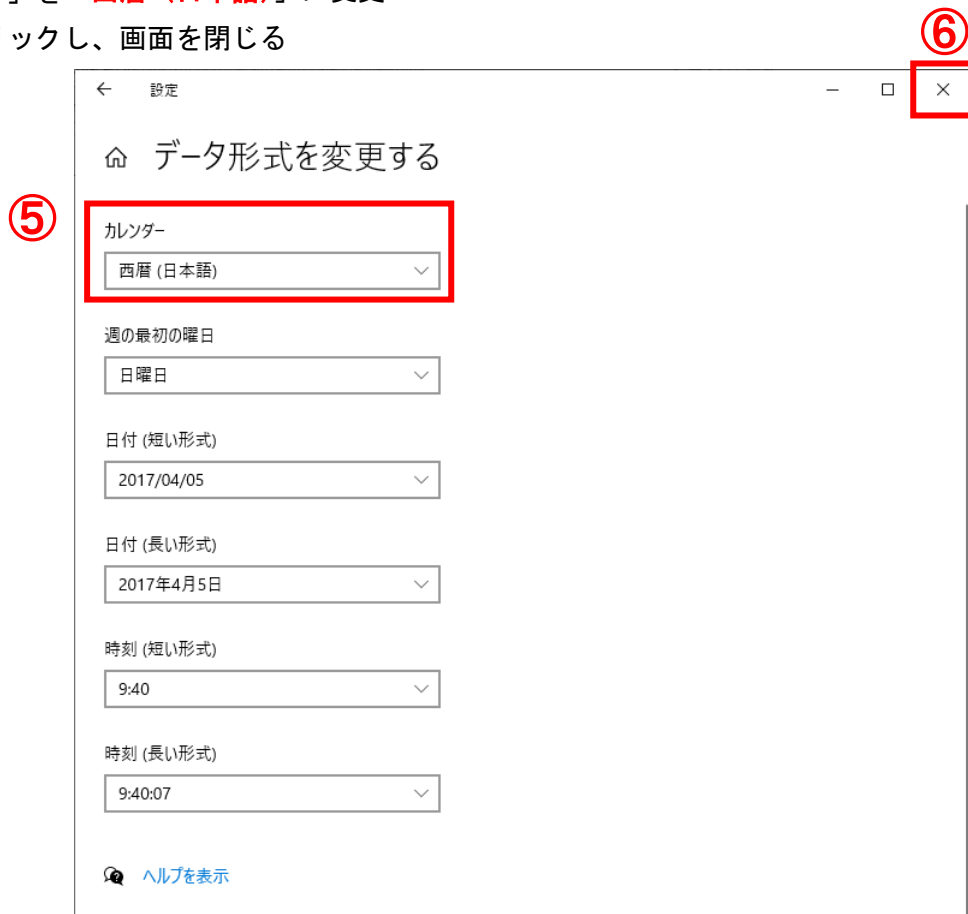 ックし、画面を閉じる
⑥
設定
データ形式を変更する
⑤
カレンダー
西暦 (日本語)
週の最初の曜日
日曜日
日付 (短い形式)
2017/04/05
日付 (長い形式)
2017年4月5日
時刻 (短い形式)
9:40
時刻 (長い形式)
9:40:07
ヘルプを表示